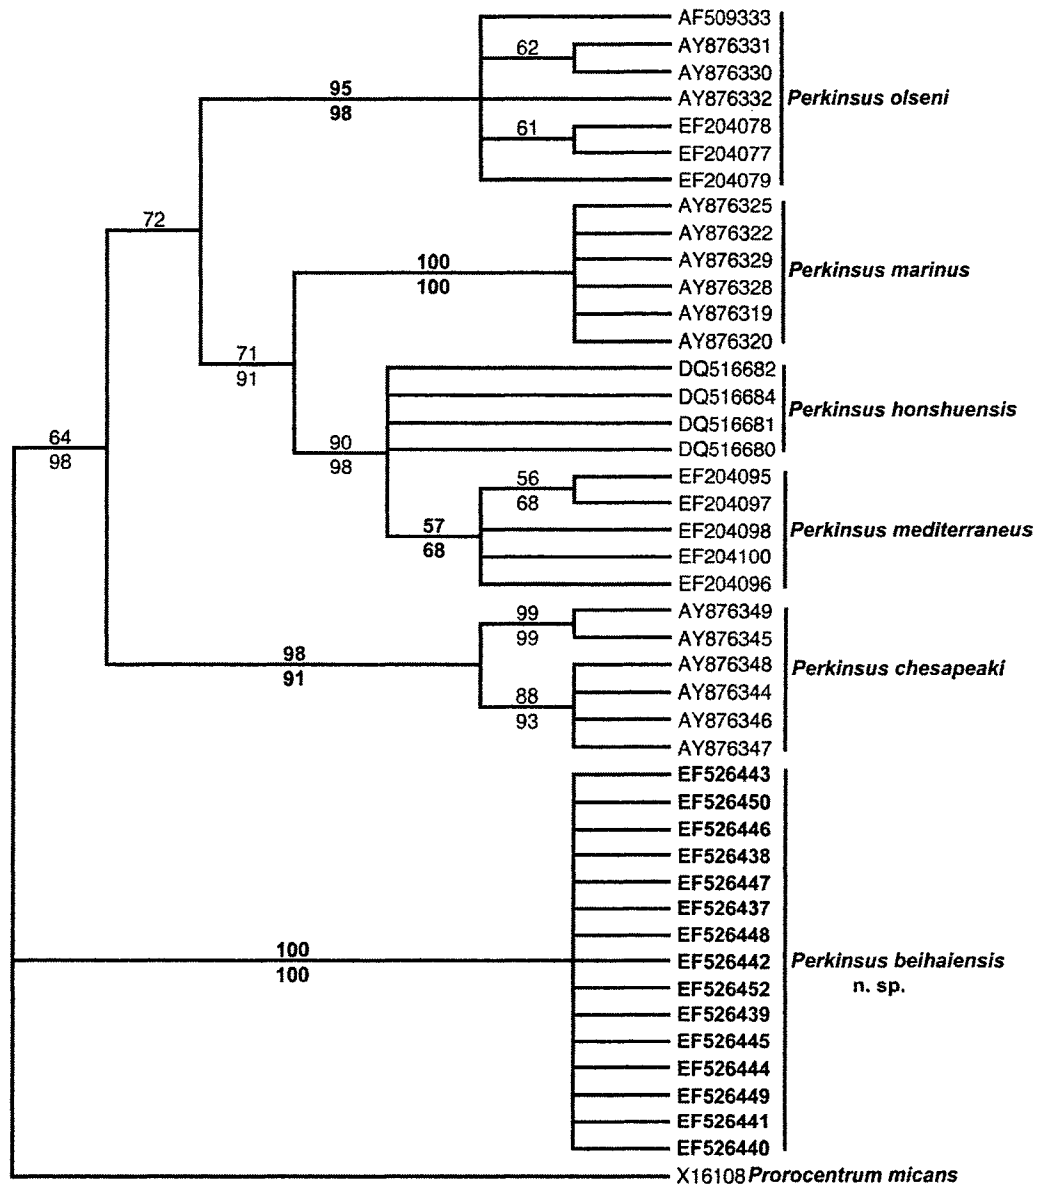 AF509333
62
AY876331
AY876330
95
98
AY876332
Perkinsus olseni
61
EF204078
EF204077
EF204079
72
AY876325
AY876322
AY876329
100
100
Perkinsus marinus
AY876328
AY876319
AY876320
71
91
DQ516682
DQ516684
Perkinsus honshuensis
DQ516681
DQ516680
90
98
64
98
56
68
EF204095
EF204097
57
68
EF204098
Perkinsus mediterraneus
EF204100
EF204096
99
99
AY876349
AY876345
98
91
AY876348
Perkinsus chesapeaki
88
93
AY876344
AY876346
AY876347
EF526443
EF526450
EF526446
EF526438
EF526447
EF526437
EF526448
100
100
EF526442
Perkinsus beihaiensis
n. sp.
EF526452
EF526439
EF526445
EF526444
EF526449
EF526441
EF526440
X16108 Prorocentrum micans